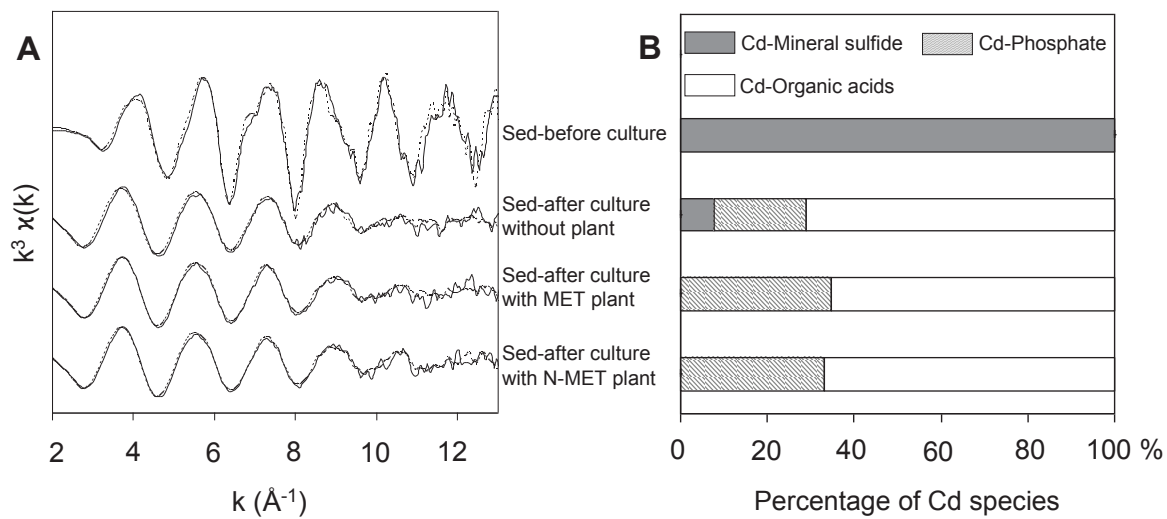 A
k³ χ(k)
Sed-before culture
Sed-after culture
without plant
Sed-after culture
with MET plant
Sed-after culture
with N-MET plant
2 4 6 8 10 12
k (Å⁻¹)
B
Cd-Mineral sulfide Cd-Phosphate
Cd-Organic acids
0 20 40 60 80 100 %
Percentage of Cd species